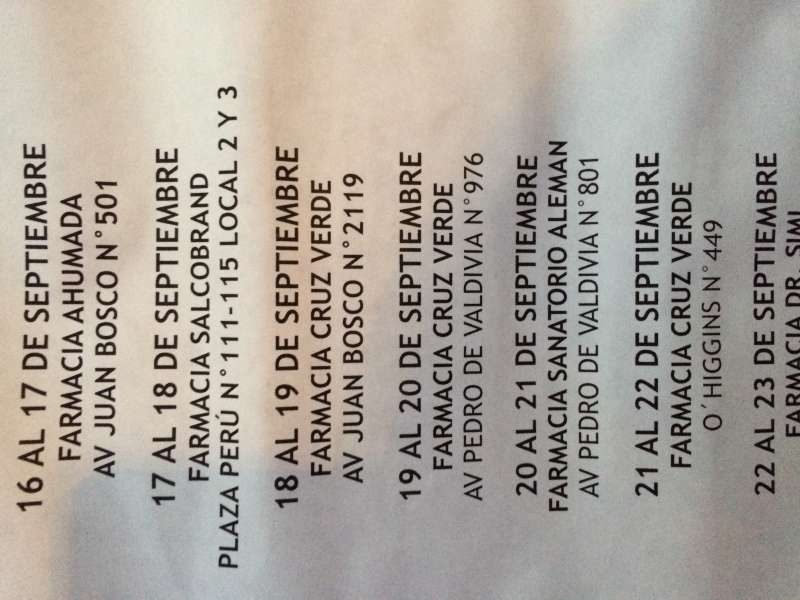 16 AL 17 DE SEPTIEMBRE
FARMACIA AHUMADA
AV JUAN BOSCO N°501
17 AL 18 DE SEPTIEMBRE
FARMACIA SALCOBRAND
PLAZA PERÚ N°111-115 LOCAL 2 Y 3
18 AL 19 DE SEPTIEMBRE
FARMACIA CRUZ VERDE
AV JUAN BOSCO N°2119
19 AL 20 DE SEPTIEMBRE
FARMACIA CRUZ VERDE
AV PEDRO DE VALDIVIA N°976
20 AL 21 DE SEPTIEMBRE
FARMACIA SANATORIO ALEMAN
AV PEDRO DE VALDIVIA N°801
21 AL 22 DE SEPTIEMBRE
FARMACIA CRUZ VERDE
O´HIGGINS N°449
22 AL 23 DE SEPTIEMBRE
FARMACIA DR. SIMI